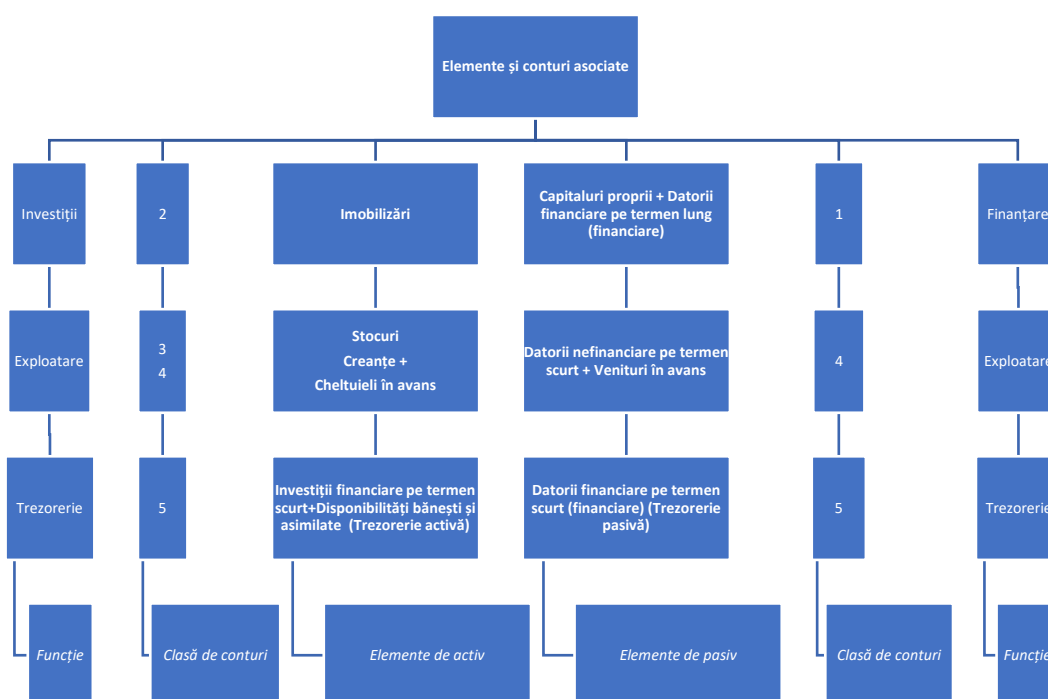 Elemente și conturi asociate
Investiții
2
Imobilizări
Capitaluri proprii + Datorii
financiare pe termen lung
(financiare)
1
Finanțare
Exploatare
3
4
Stocuri
Creanțe +
Cheltuieli în avans
Datorii nefinanciare pe termen
scurt + Venituri în avans
4
Exploatare
Trezorerie
5
Investiții financiare pe termen
scurt+Disponibilități bănești și
asimilate (Trezorerie activă)
Datorii financiare pe termen
scurt (financiare) (Trezorerie
pasivă)
5
Trezorerie
Funcție
Clasă de conturi
Elemente de activ
Elemente de pasiv
Clasă de conturi
Funcție